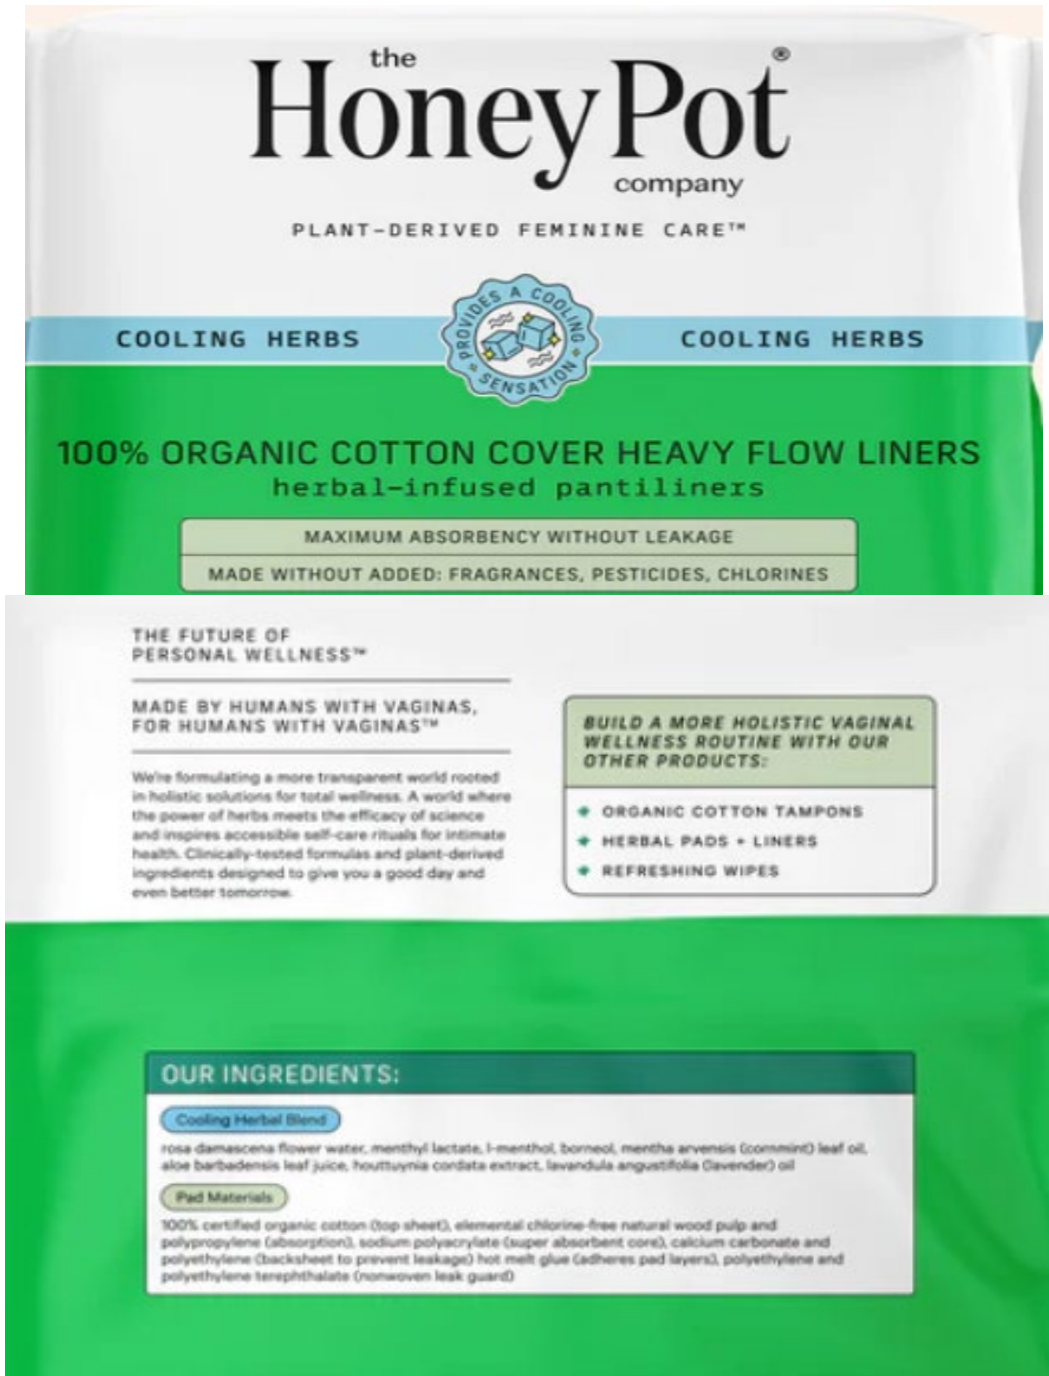 the
HoneyPot®
company
PLANT-DERIVED FEMININE CARE™
COOLING HERBS
PROVIDES A COOLING SENSATION
COOLING HERBS
100% ORGANIC COTTON COVER HEAVY FLOW LINERS
herbal-infused pantiliners
MAXIMUM ABSORBENCY WITHOUT LEAKAGE
MADE WITHOUT ADDED: FRAGRANCES, PESTICIDES, CHLORINES
THE FUTURE OF
PERSONAL WELLNESS™
MADE BY HUMANS WITH VAGINAS,
FOR HUMANS WITH VAGINAS™
We're formulating a more transparent world rooted
in holistic solutions for total wellness. A world where
the power of herbs meets the efficacy of science
and inspires accessible self-care rituals for intimate
health. Clinically-tested formulas and plant-derived
ingredients designed to give you a good day and
even better tomorrow.
BUILD A MORE HOLISTIC VAGINAL
WELLNESS ROUTINE WITH OUR
OTHER PRODUCTS:
ORGANIC COTTON TAMPONS
HERBAL PADS + LINERS
REFRESHING WIPES
OUR INGREDIENTS:
Cooling Herbal Blend
rosa damascena flower water, menthyl lactate, l-menthol, borneol, mentha arvensis (cornmint) leaf oil,
aloe barbadensis leaf juice, houttuynia cordata extract, lavandula angustifolia (lavender) oil
Pad Materials
100% certified organic cotton (top sheet), elemental chlorine-free natural wood pulp and
polypropylene (absorption), sodium polyacrylate (super absorbent core), calcium carbonate and
polyethylene (backsheet to prevent leakage) hot melt glue (adheres pad layers), polyethylene and
polyethylene terephthalate (nonwoven leak guard)